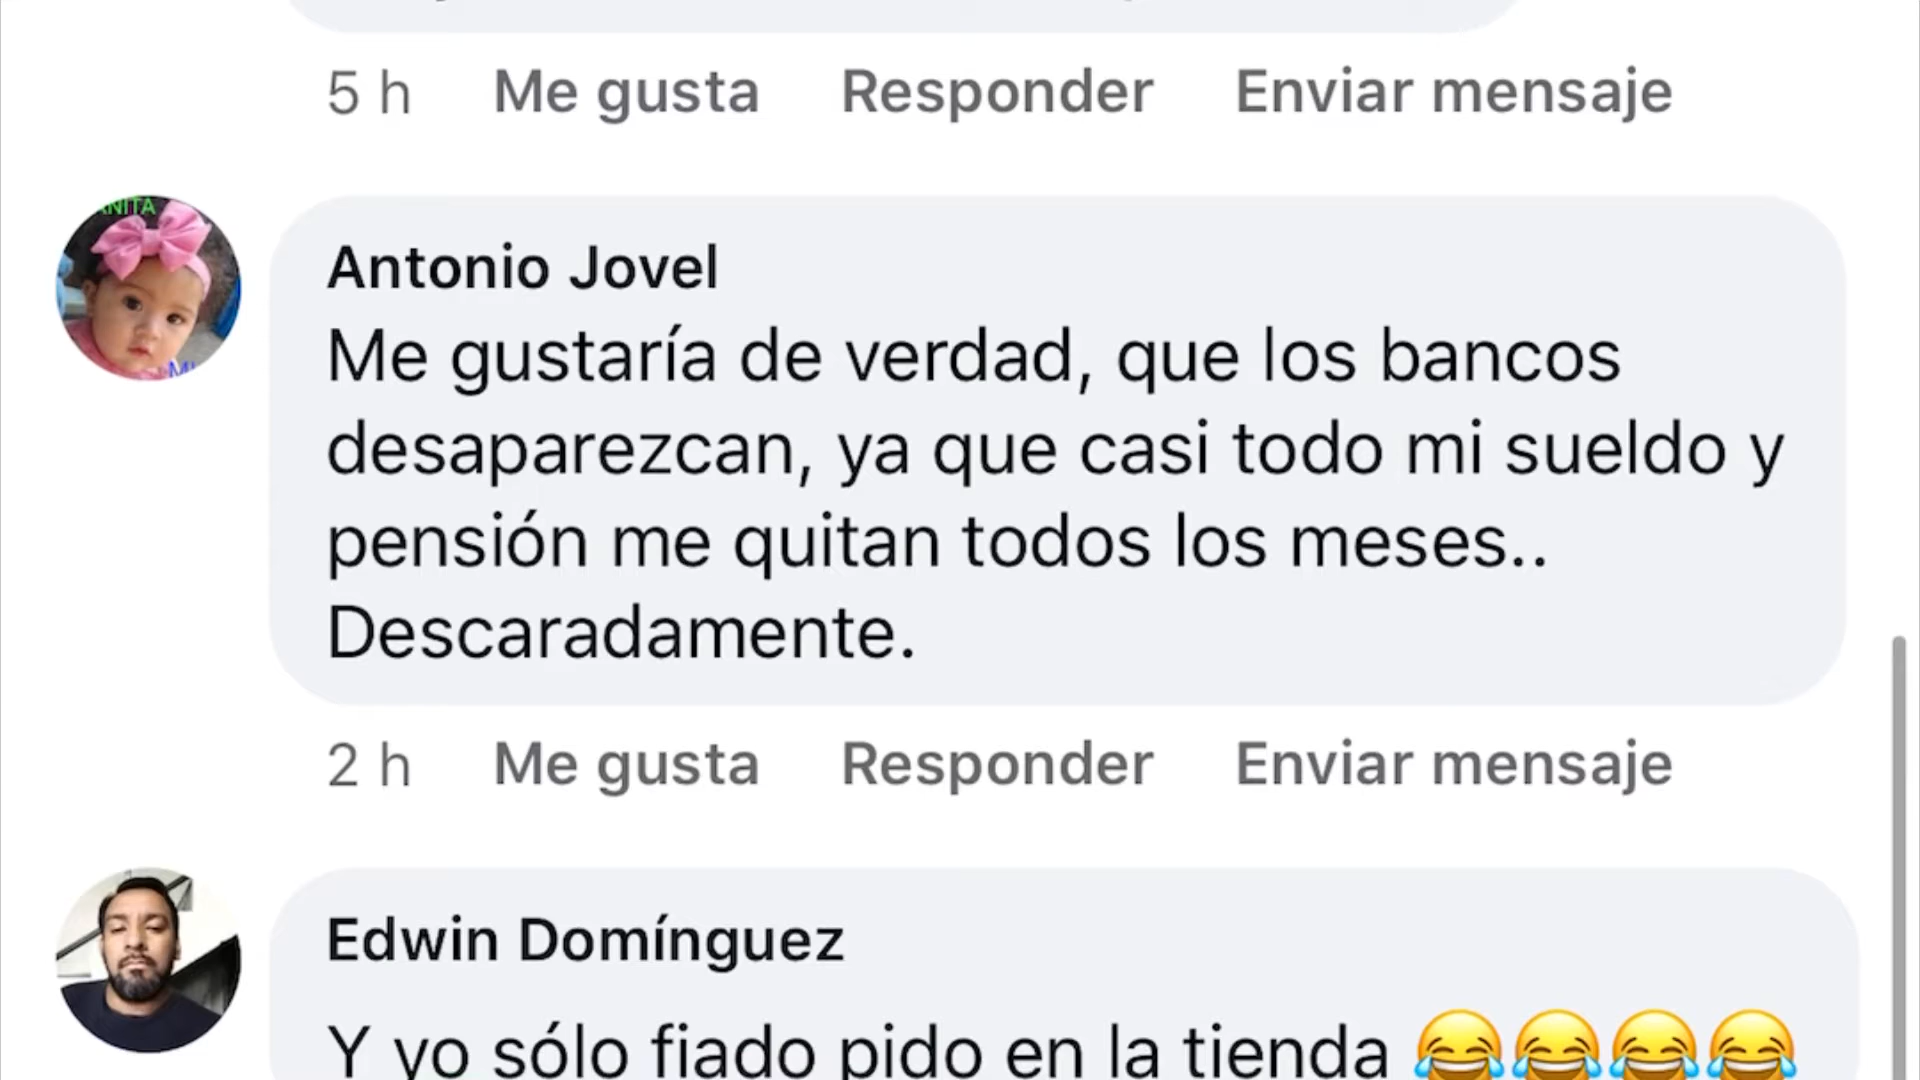 5 h Me gusta Responder Enviar mensaje
Antonio Jovel
Me gustaría de verdad, que los bancos
desaparezcan, ya que casi todo mi sueldo y
pensión me quitan todos los meses..
Descaradamente.
2 h Me gusta Responder Enviar mensaje
Edwin Domínguez
Y yo sólo fiado pido en la tienda 😂😂😂😂